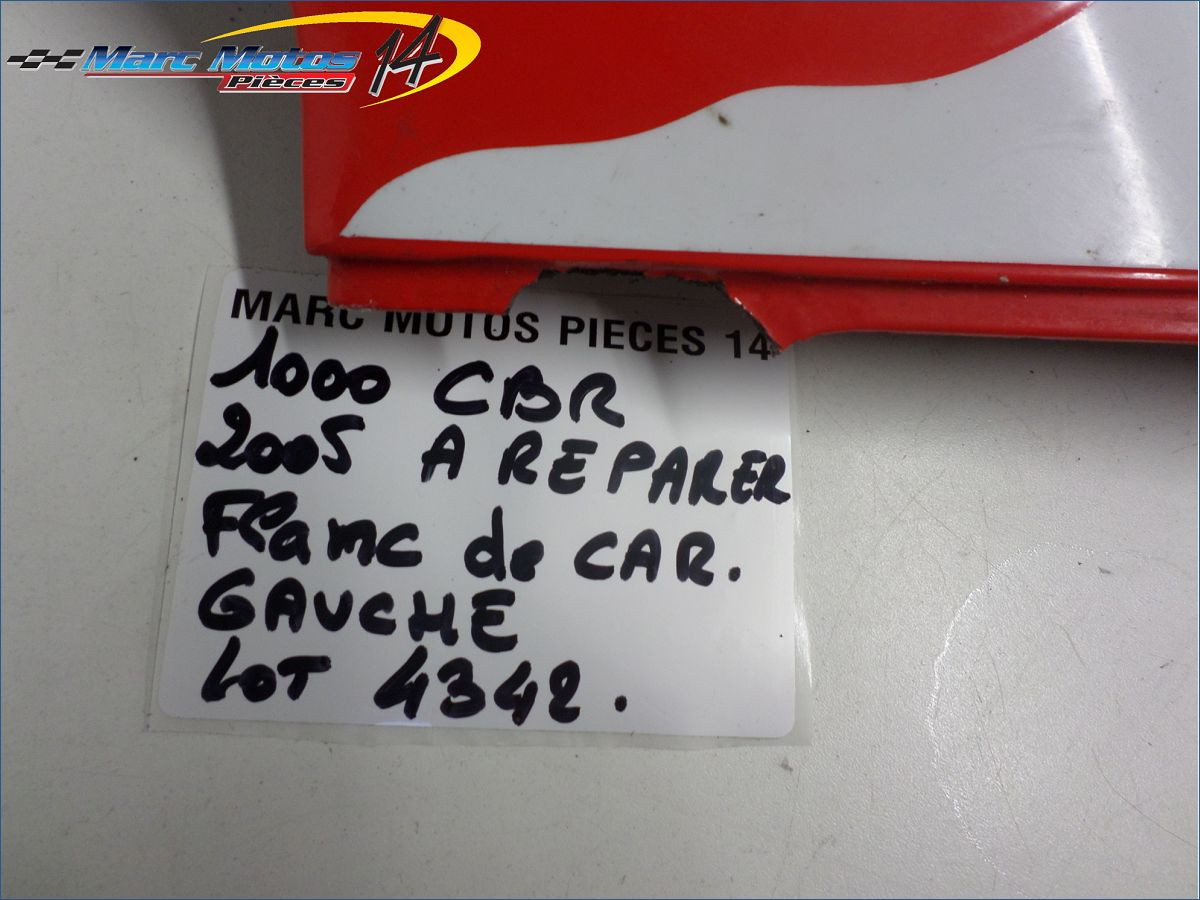 Marc Motos 14
Pièces
MARC MOTOS PIECES 14
1000 CBR
2005 A REPARER
Flanc de CAR.
GAUCHE
LOT 4342.